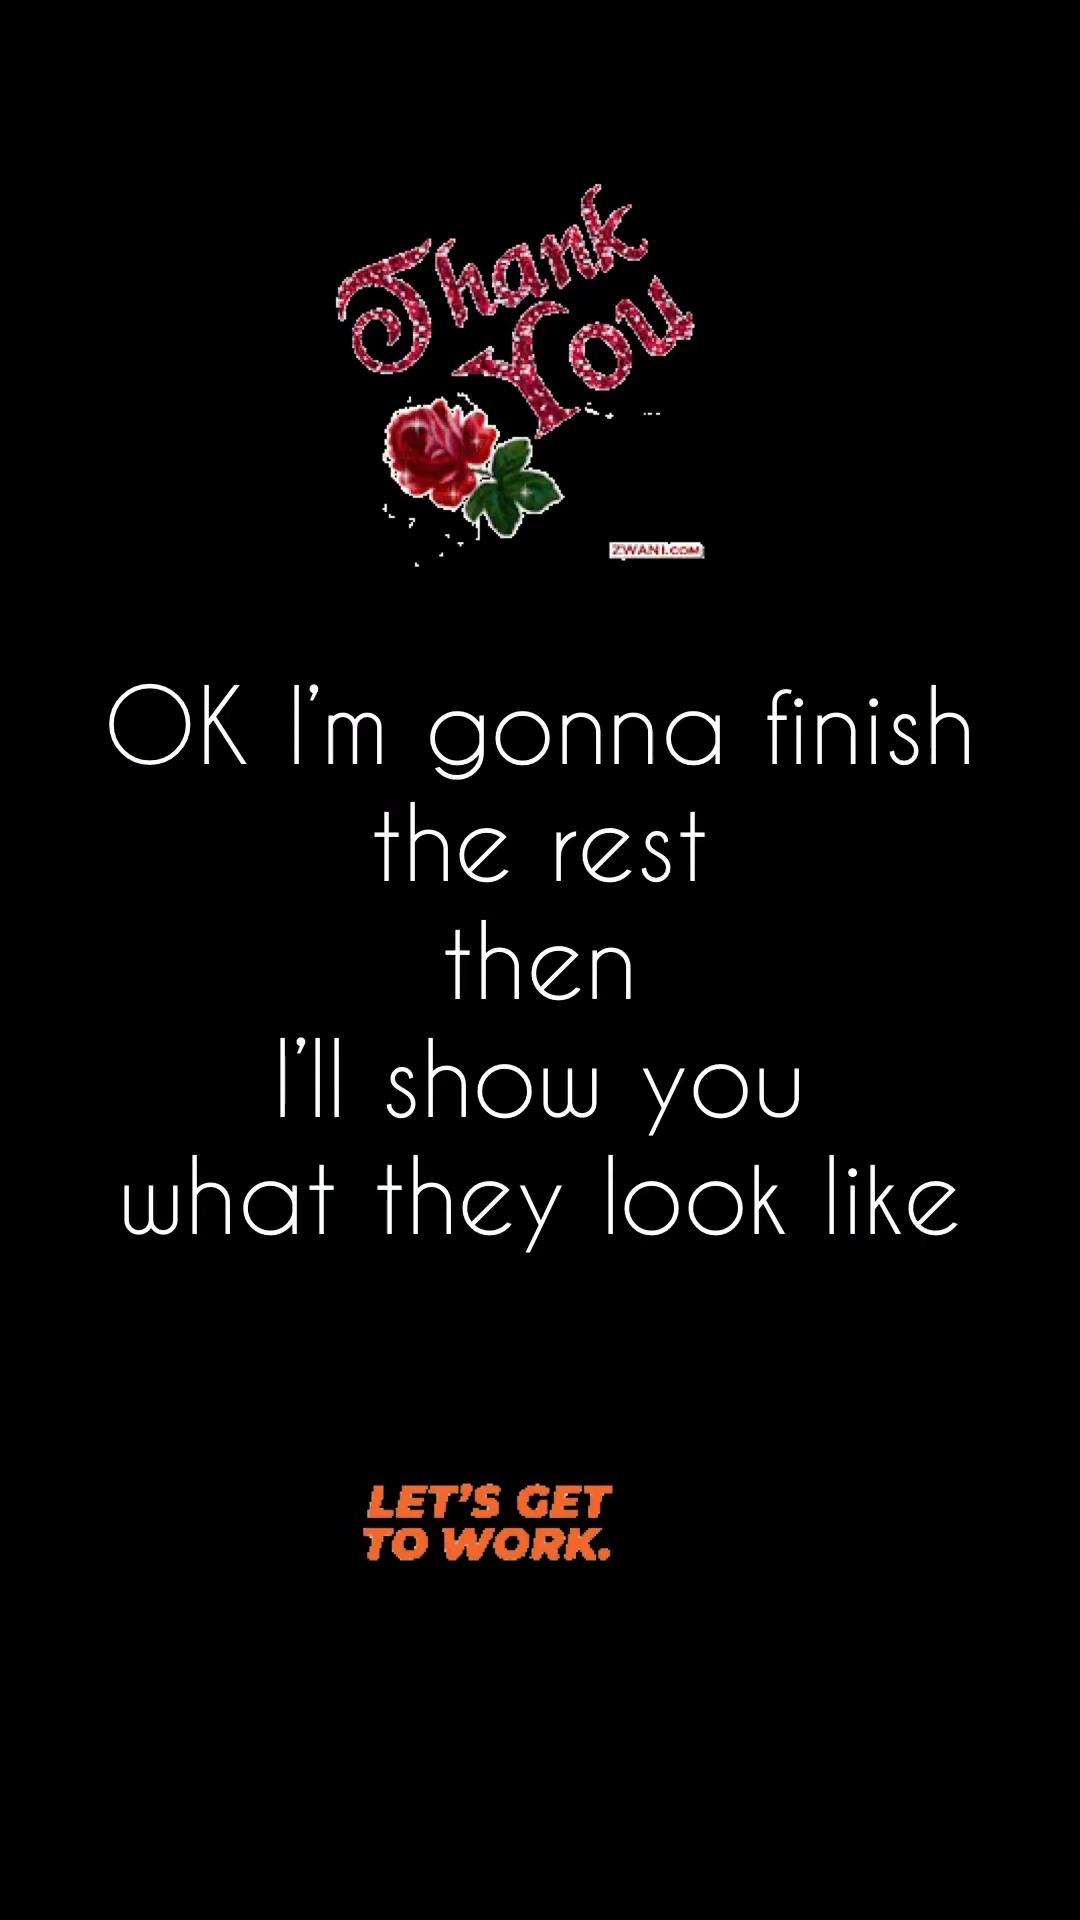 Thank
You
ZWANI.COM
OK I'm gonna finish
the rest
then
I'll show you
what they look like
LET'S GET
TO WORK.